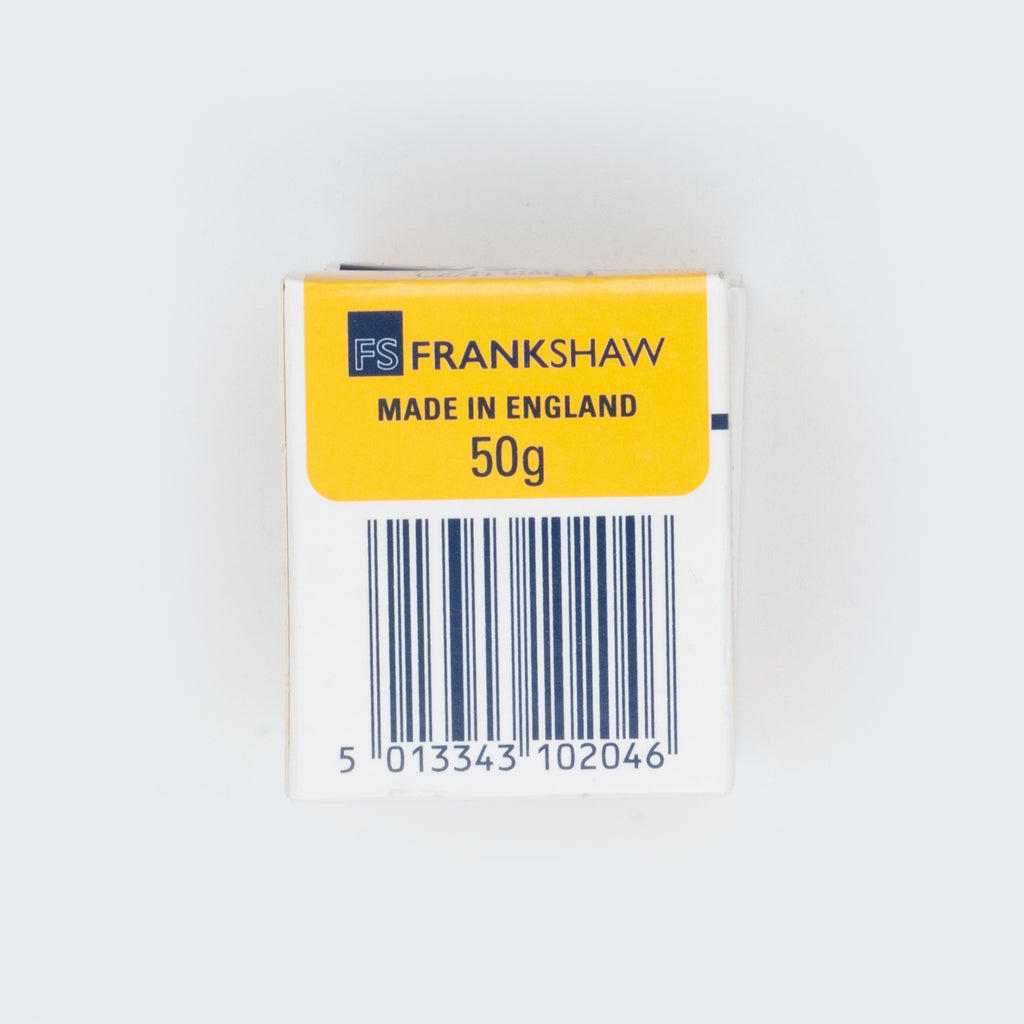 FS FRANKSHAW
MADE IN ENGLAND
50g
5 013343 102046